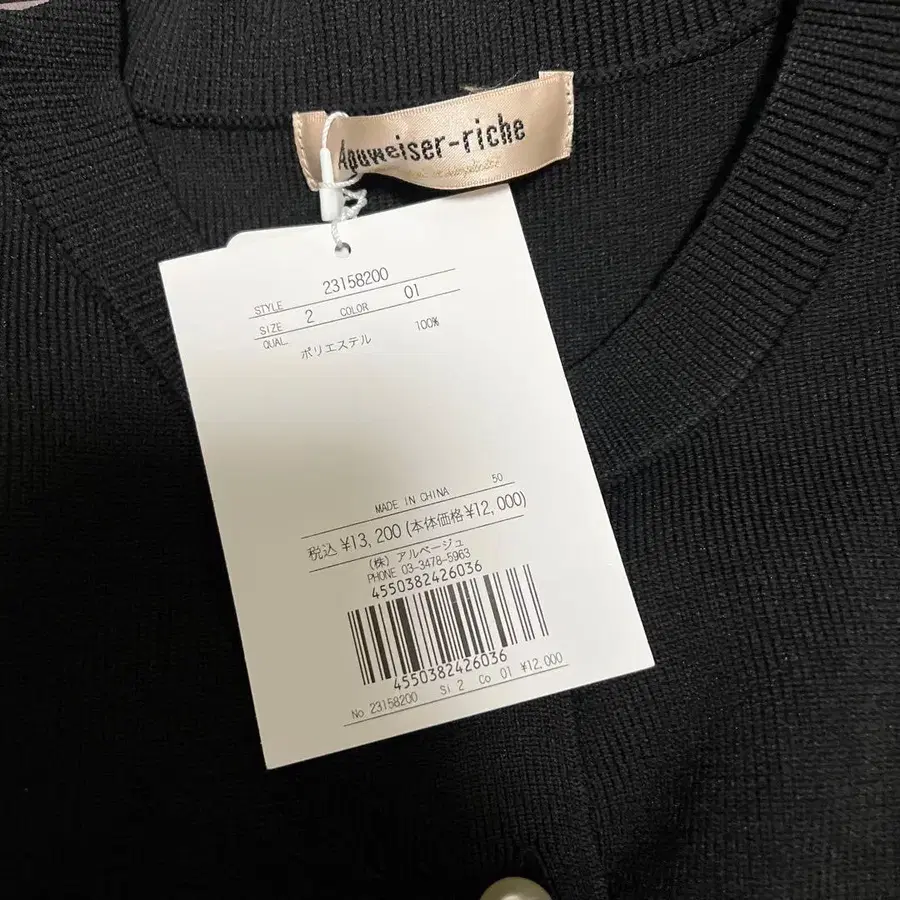 Apuweiser-riche
STYLE 23158200
SIZE 2 COLOR 01
QUAL.
ポリエステル 100%
50
MADE IN CHINA
税込 ¥13,200(本体価格¥12,000)
(株) アルページュ
PHONE 03-3478-5963
4550382426036
4550382426036
No 23158200 Si 2 Co 01 ¥12,000